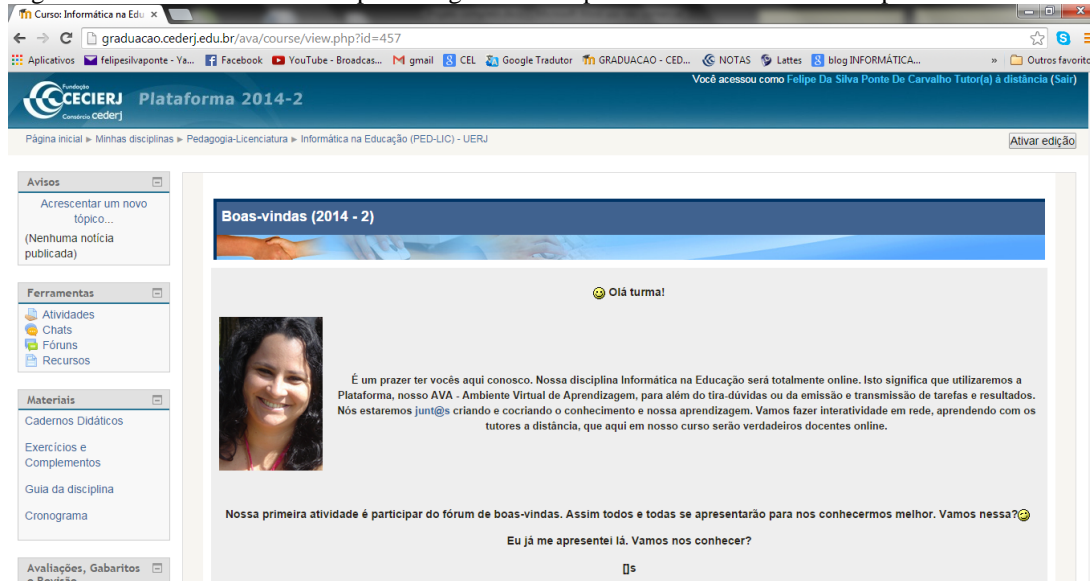 Curso: Informática na Edu ×
graduacao.cederj.edu.br/ava/course/view.php?id=457
Aplicativos felipesilvaponte - Ya... Facebook YouTube - Broadcas... gmail CEL Google Tradutor GRADUACAO - CED... NOTAS Lattes blog INFORMÁTICA... » Outros favorito
Você acessou como Felipe Da Silva Ponte De Carvalho Tutor(a) á distância (Sair)
Fundação
CECIERJ Plataforma 2014-2
Consórcio cederj
Página inicial ► Minhas disciplinas ► Pedagogia-Licenciatura ► Informática na Educação (PED-LIC) - UERJ
Ativar edição
Avisos
Acrescentar um novo
tópico...
(Nenhuma notícia
publicada)
Ferramentas
Atividades
Chats
Fóruns
Recursos
Materiais
Cadernos Didáticos
Exercícios e
Complementos
Guia da disciplina
Cronograma
Avaliações, Gabaritos
e Revisão
Boas-vindas (2014 - 2)
Olá turma!
É um prazer ter vocês aqui conosco. Nossa disciplina Informática na Educação será totalmente online. Isto significa que utilizaremos a
Plataforma, nosso AVA - Ambiente Virtual de Aprendizagem, para além do tira-dúvidas ou da emissão e transmissão de tarefas e resultados.
Nós estaremos junt@s criando e cocriando o conhecimento e nossa aprendizagem. Vamos fazer interatividade em rede, aprendendo com os
tutores a distância, que aqui em nosso curso serão verdadeiros docentes online.
Nossa primeira atividade é participar do fórum de boas-vindas. Assim todos e todas se apresentarão para nos conhecermos melhor. Vamos nessa?
Eu já me apresentei lá. Vamos nos conhecer?
[]s